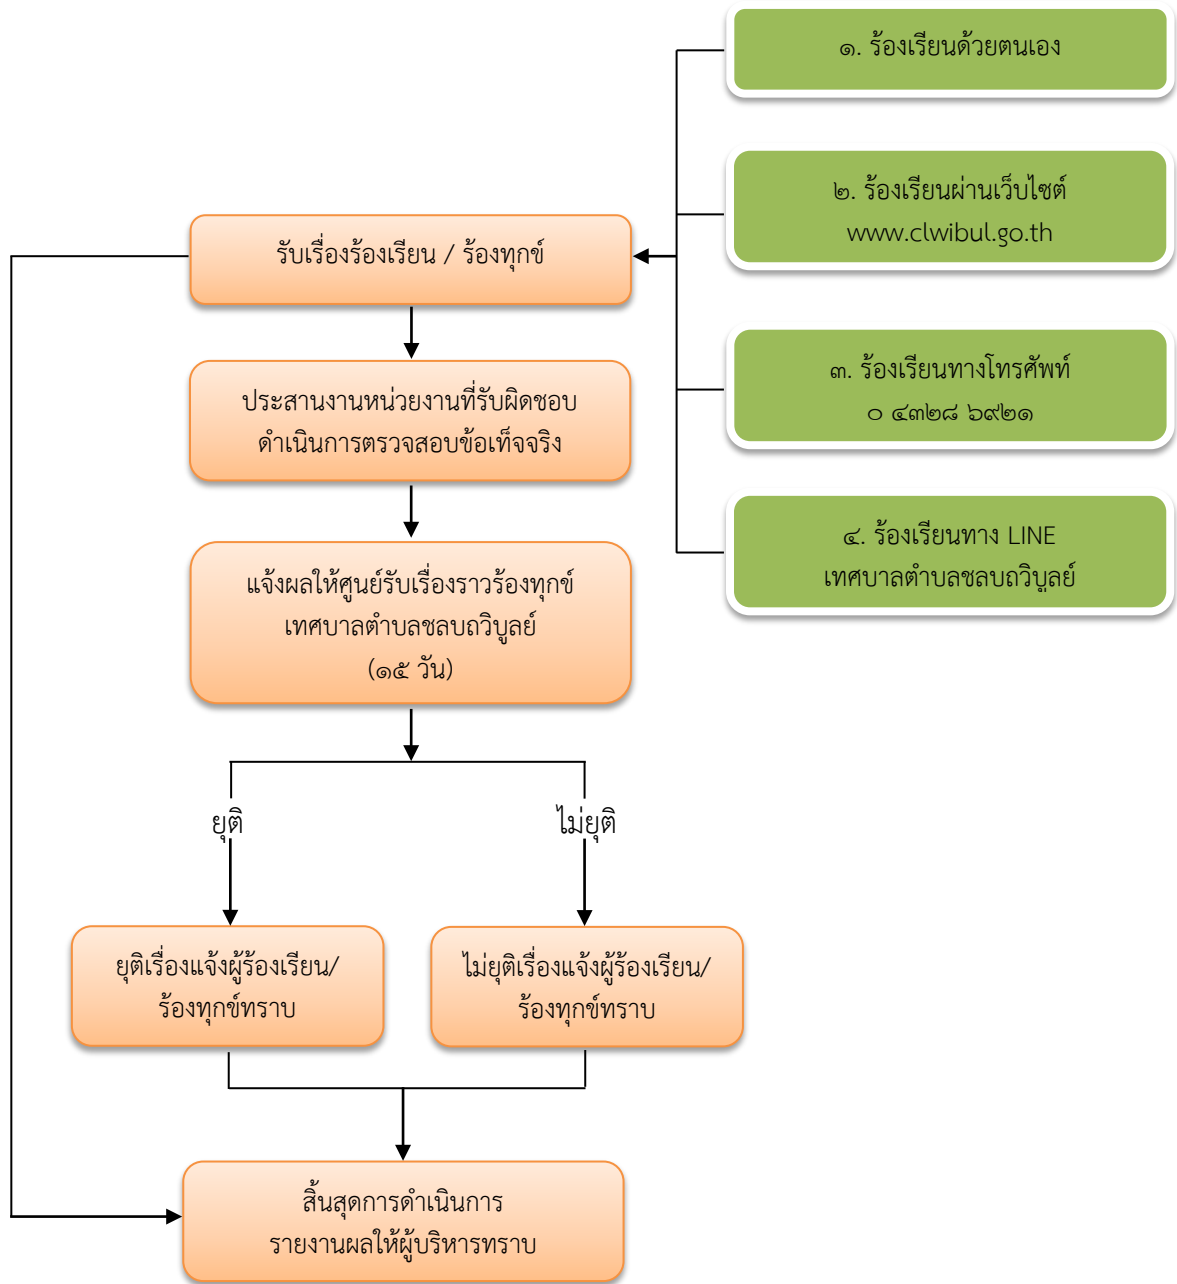 ๑. ร้องเรียนด้วยตนเอง
๒. ร้องเรียนผ่านเว็บไซต์
www.clwibul.go.th
๓. ร้องเรียนทางโทรศัพท์
๐ ๔๓๒๘ ๖๙๒๑
๔. ร้องเรียนทาง LINE
เทศบาลตำบลชลบถวิบูลย์
รับเรื่องร้องเรียน / ร้องทุกข์
ประสานงานหน่วยงานที่รับผิดชอบ
ดำเนินการตรวจสอบข้อเท็จจริง
แจ้งผลให้ศูนย์รับเรื่องราวร้องทุกข์
เทศบาลตำบลชลบถวิบูลย์
(๑๕ วัน)
ยุติ
ไม่ยุติ
ยุติเรื่องแจ้งผู้ร้องเรียน/
ร้องทุกข์ทราบ
ไม่ยุติเรื่องแจ้งผู้ร้องเรียน/
ร้องทุกข์ทราบ
สิ้นสุดการดำเนินการ
รายงานผลให้ผู้บริหารทราบ